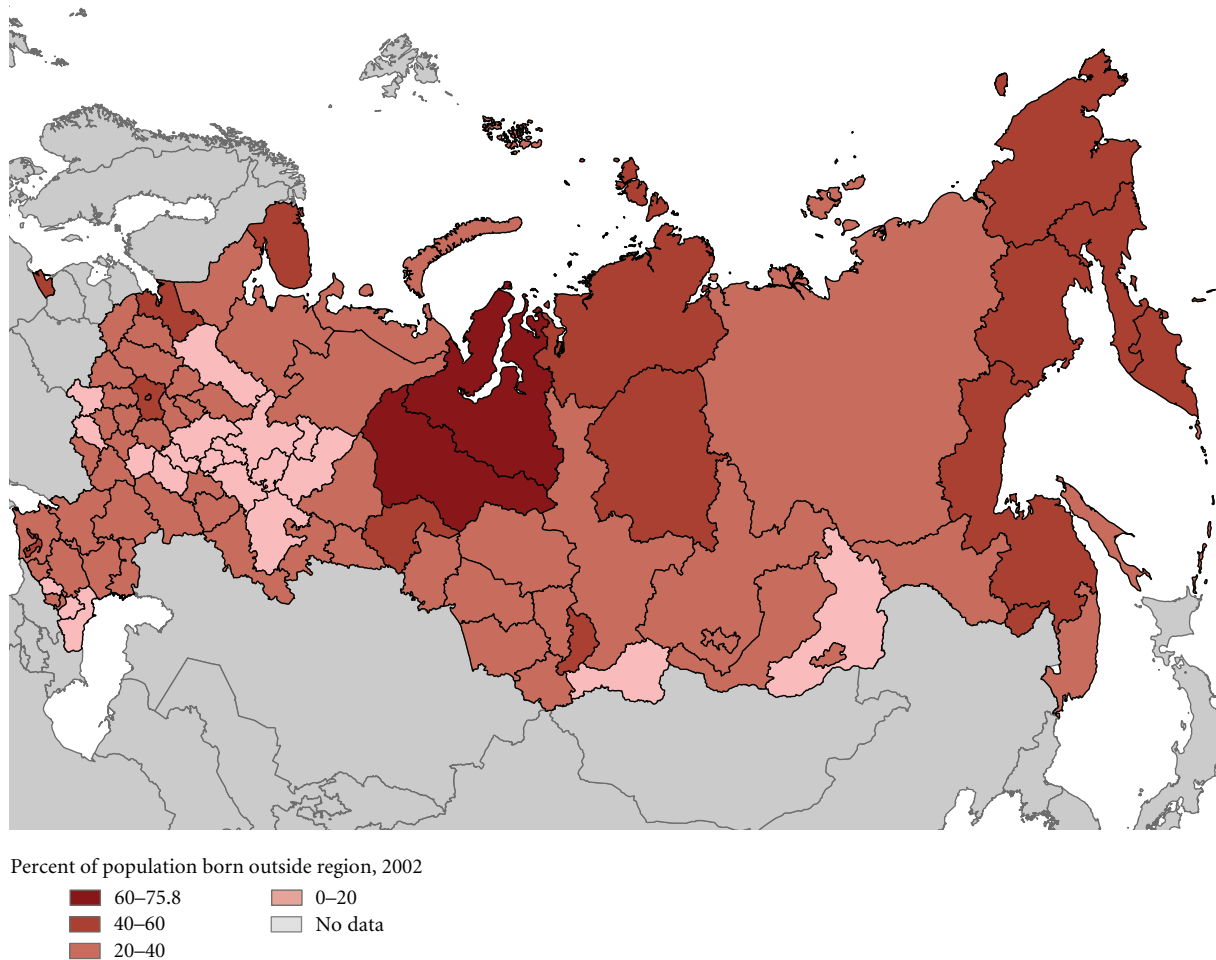 Percent of population born outside region, 2002
60–75.8
40–60
20–40
0–20
No data